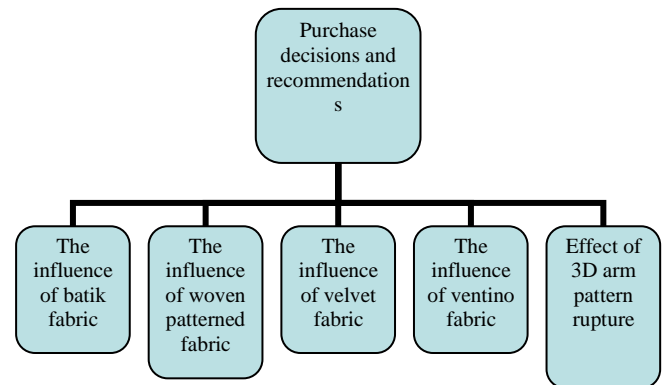 Purchase
decisions and
recommendation
s
The
influence
of batik
fabric
The
influence
of woven
patterned
fabric
The
influence
of velvet
fabric
The
influence
of ventino
fabric
Effect of
3D arm
pattern
rupture